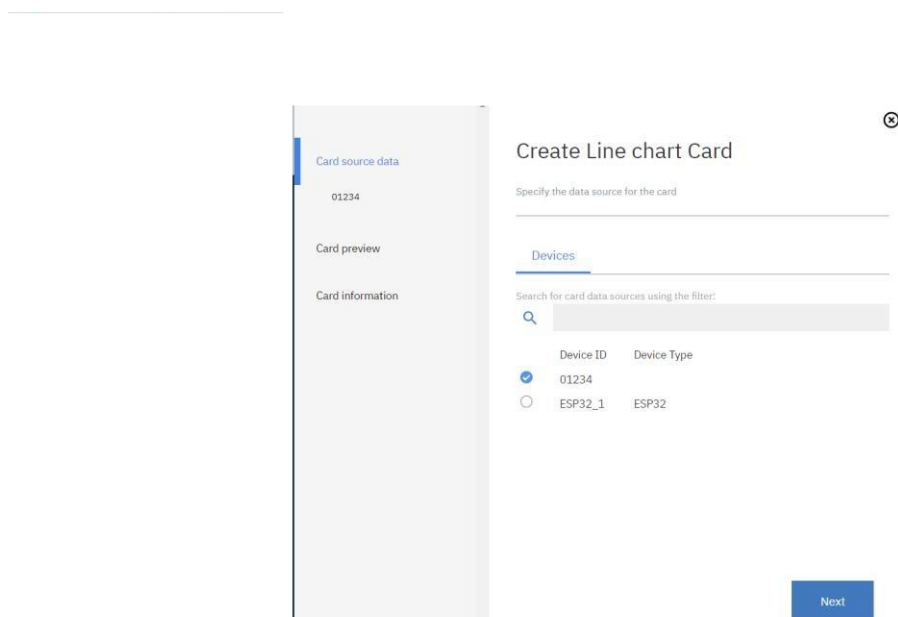 Card source data
01234
Card preview
Card information
Create Line chart Card
Specify the data source for the card
Devices
Search for card data sources using the filter:
Device ID Device Type
01234
ESP32_1 ESP32
Next